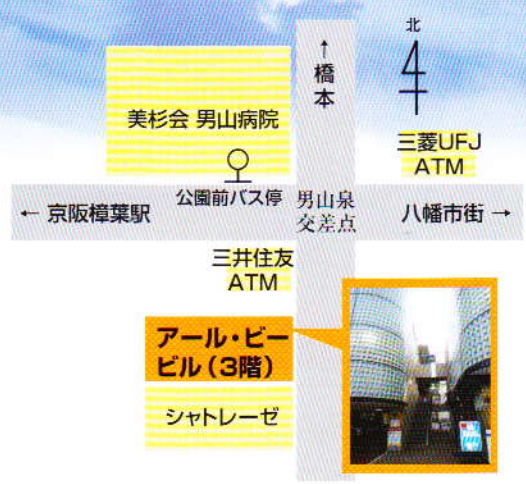 北
↑
橋
本
美杉会 男山病院
三菱UFJ
ATM
公園前バス停
← 京阪樟葉駅
男山泉
交差点
八幡市街 →
三井住友
ATM
アール・ビー
ビル（3階）
シャトレーゼ